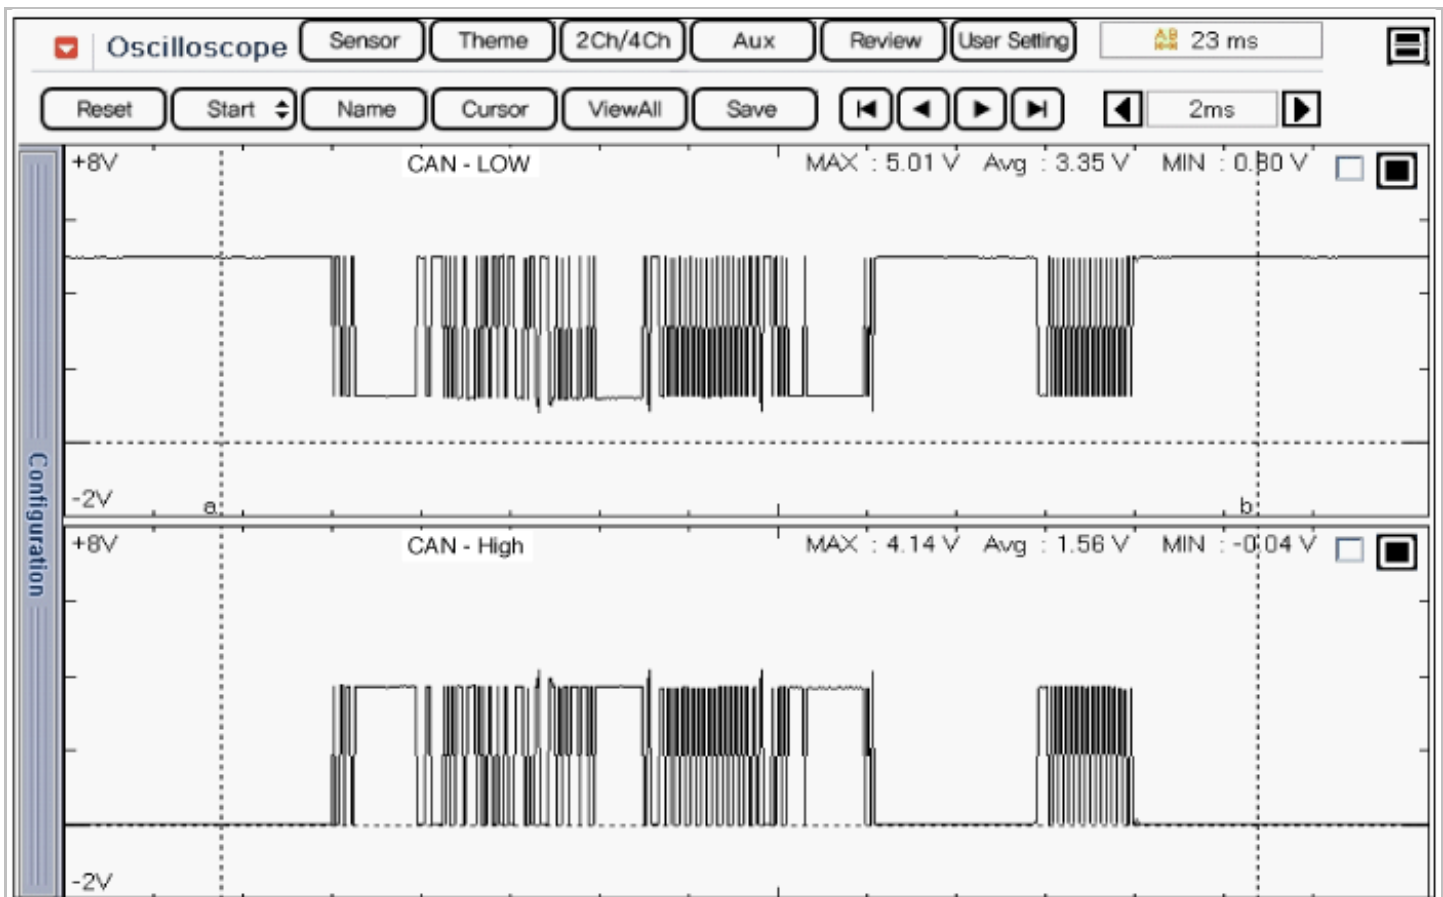 Oscilloscope Sensor Theme 2Ch/4Ch Aux Review User Setting AB 23 ms
Reset Start Name Cursor ViewAll Save 2ms
+8V CAN - LOW MAX : 5.01 V Avg : 3.35 V MIN : 0.80 V
-2V a b
+8V CAN - High MAX : 4.14 V Avg : 1.56 V MIN : -0.04 V
-2V
Configuration